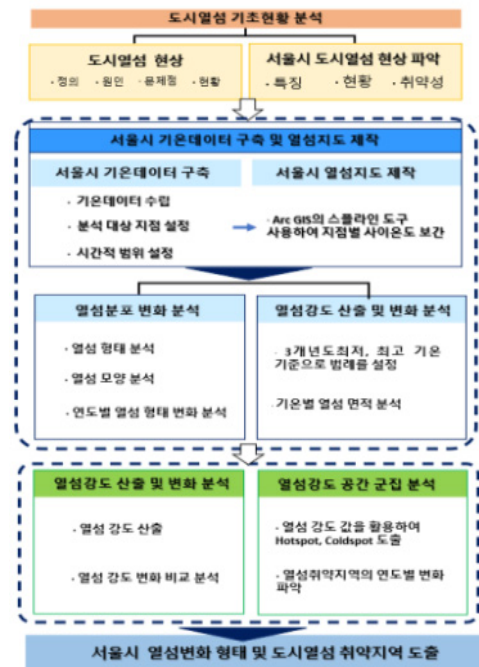 도시열섬 기초현황 분석
도시열섬 현상
· 정의 · 원인 · 문제점 · 현황
서울시 도시열섬 현상 파악
· 특징 · 현황 · 취약성
서울시 기온데이터 구축 및 열섬지도 제작
서울시 기온데이터 구축
· 기온데이터 수립
· 분석 대상 지점 설정
· 시간적 범위 설정
서울시 열섬지도 제작
· Arc GIS의 스플라인 도구
사용하여 지점별 사이온도 보간
열섬분포 변화 분석
· 열섬 형태 분석
· 열섬 모양 분석
· 연도별 열섬 형태 변화 분석
열섬강도 산출 및 변화 분석
· 3개년도최저, 최고 기온
기준으로 범례를 설정
· 기온별 열섬 면적 분석
열섬강도 산출 및 변화 분석
· 열섬 강도 산출
· 열섬 강도 변화 비교 분석
열섬강도 공간 군집 분석
· 열섬 강도 값을 활용하여
Hotspot, Coldspot 도출
· 열섬취약지역의 연도별 변화
파악
서울시 열섬변화 형태 및 도시열섬 취약지역 도출